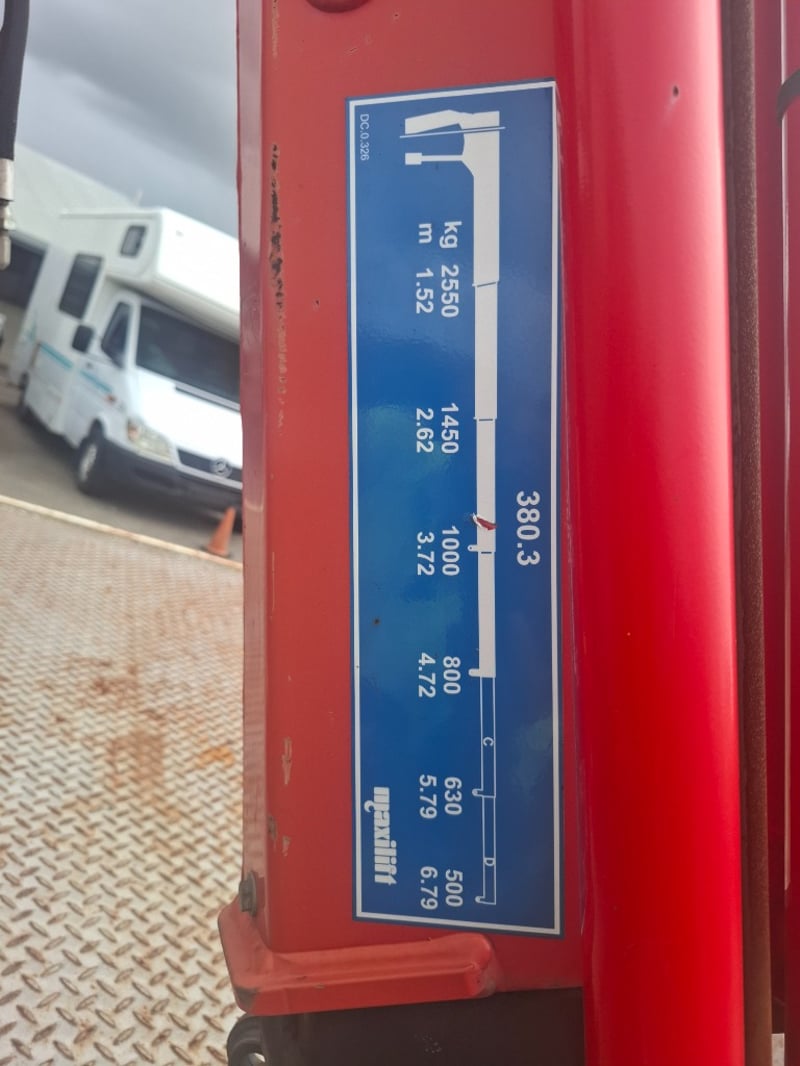 380.3
C D
kg 2550 1450 1000 800 630 500
m 1.52 2.62 3.72 4.72 5.79 6.79
maxilift
DC.0.326